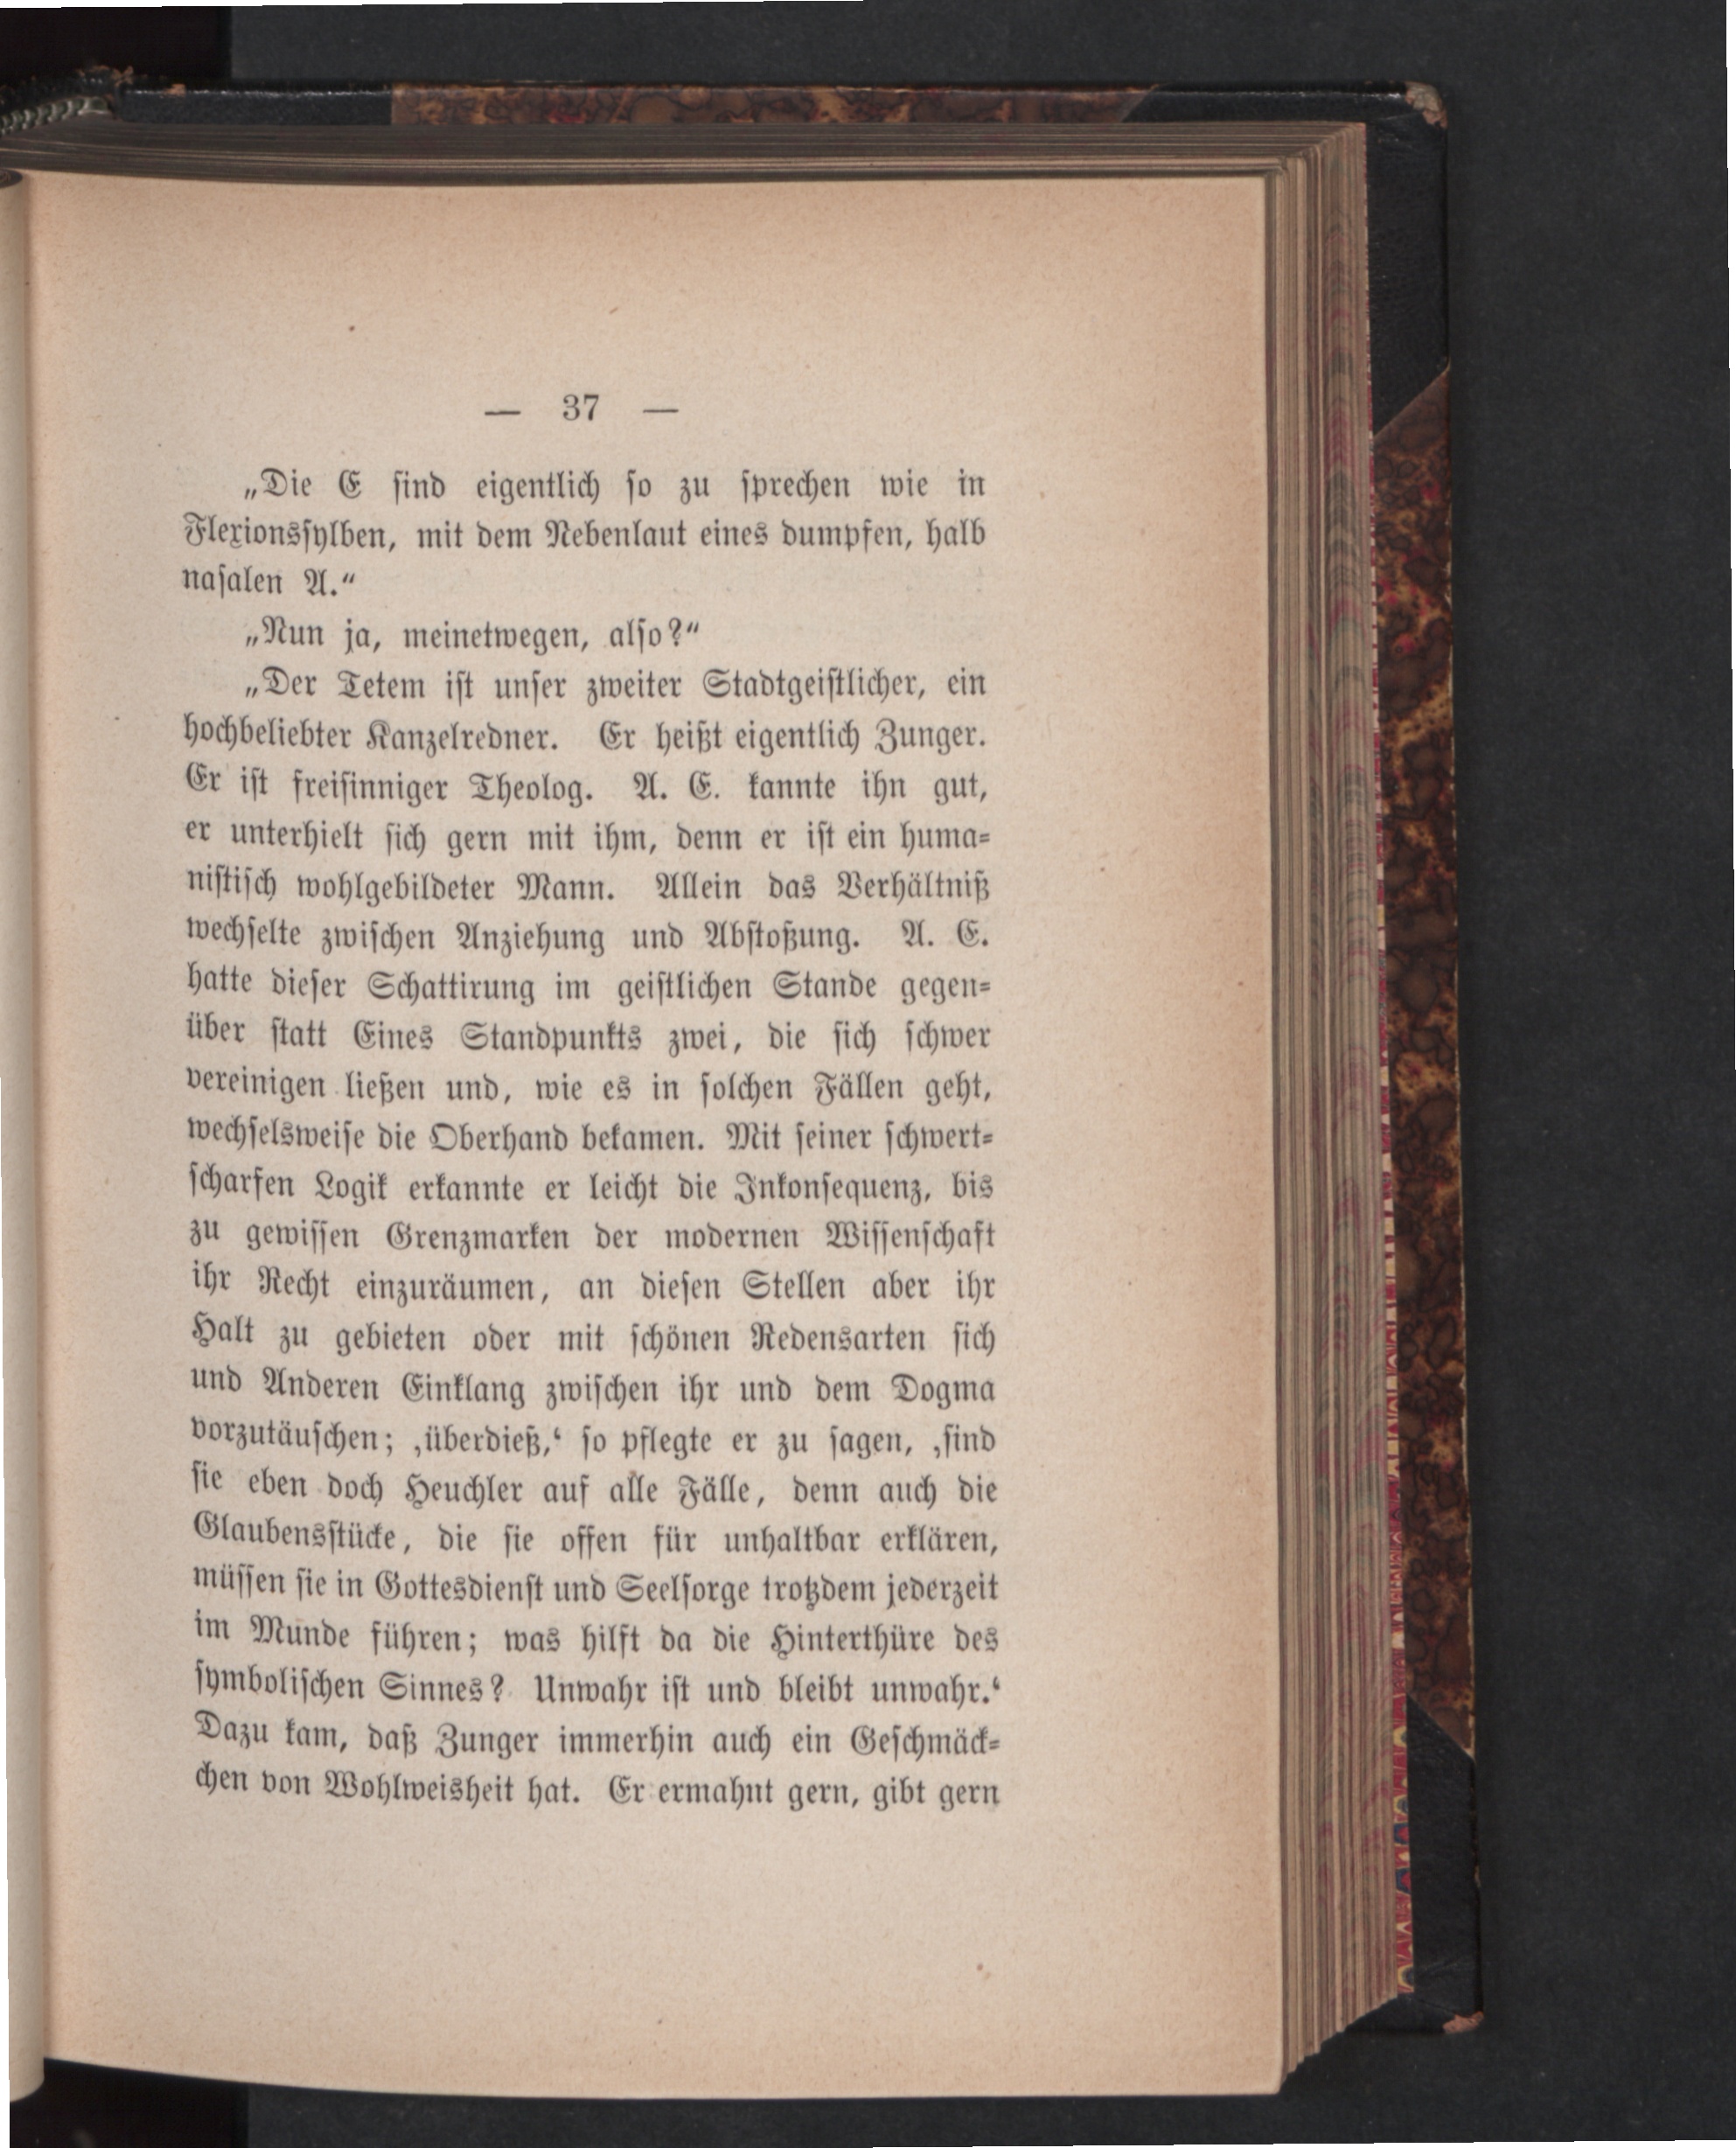 — 37 —
„Die E sind eigentlich so zu sprechen wie in
Flexionssylben, mit dem Nebenlaut eines dumpfen, halb
nasalen A.“
„Nun ja, meinetwegen, also?“
„Der Tetem ist unser zweiter Stadtgeistlicher, ein
hochbeliebter Kanzelredner. Er heißt eigentlich Zunger.
Er ist freisinniger Theolog. A. E. kannte ihn gut,
er unterhielt sich gern mit ihm, denn er ist ein huma-
nistisch wohlgebildeter Mann. Allein das Verhältniß
wechselte zwischen Anziehung und Abstoßung. A. E.
hatte dieser Schattirung im geistlichen Stande gegen-
über statt Eines Standpunkts zwei, die sich schwer
vereinigen ließen und, wie es in solchen Fällen geht,
wechselsweise die Oberhand bekamen. Mit seiner schwert-
scharfen Logik erkannte er leicht die Inkonsequenz, bis
zu gewissen Grenzmarken der modernen Wissenschaft
ihr Recht einzuräumen, an diesen Stellen aber ihr
Halt zu gebieten oder mit schönen Redensarten sich
und Anderen Einklang zwischen ihr und dem Dogma
vorzutäuschen; ‚überdieß,‘ so pflegte er zu sagen, ‚sind
sie eben doch Heuchler auf alle Fälle, denn auch die
Glaubensstücke, die sie offen für unhaltbar erklären,
müssen sie in Gottesdienst und Seelsorge trotzdem jederzeit
im Munde führen; was hilft da die Hinterthüre des
symbolischen Sinnes? Unwahr ist und bleibt unwahr.‘
Dazu kam, daß Zunger immerhin auch ein Geschmäck-
chen von Wohlweisheit hat. Er ermahnt gern, gibt gern